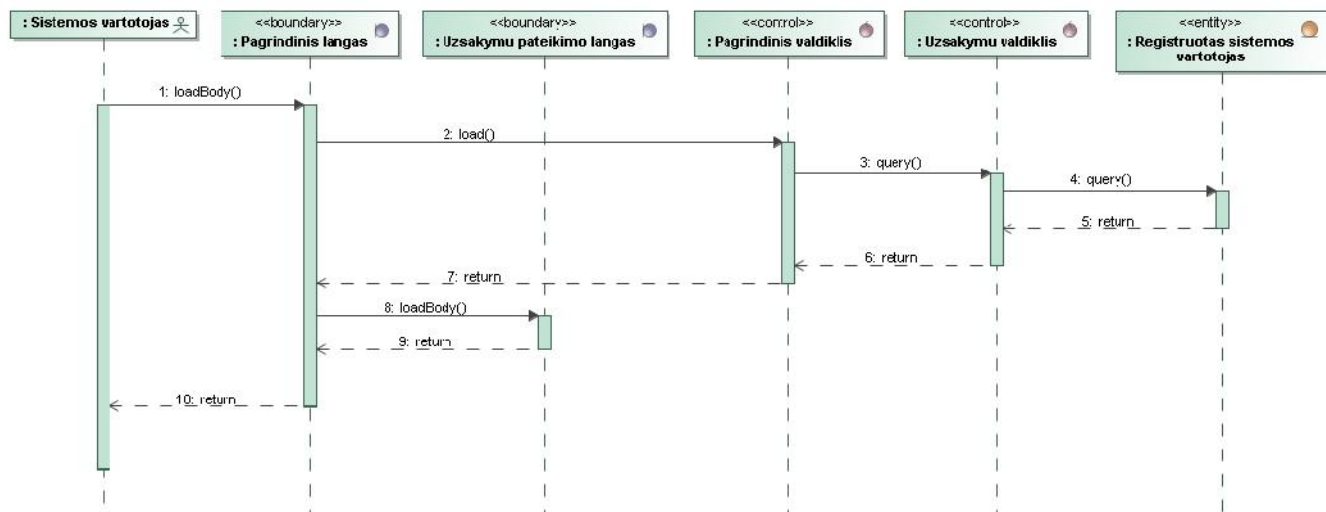 : Sistemos vartotojas
<<boundary>>
: Pagrindinis langas
<<boundary>>
: Uzsakymu pateikimo langas
<<control>>
: Pagrindinis valdiklis
<<control>>
: Uzsakymu valdiklis
<<entity>>
: Registruotas sistemos
vartotojas
1: loadBody()
2: load()
3: query()
4: query()
5: return
6: return
7: return
8: loadBody()
9: return
10: return